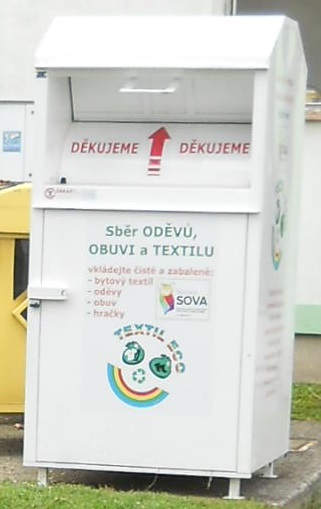 DĚKUJEME DĚKUJEME
Sběr ODĚVŮ,
OBUVI a TEXTILU
vkládejte čisté a zabalené:
- bytový textil
- oděvy
- obuv
- hračky
SOVA
TEXTIL ECO